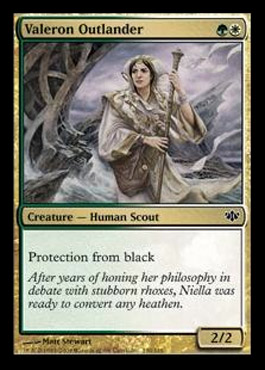 Valeron Outlander
Creature — Human Scout
Protection from black
After years of honing her philosophy in
debate with stubborn rhoxes, Niella was
ready to convert any heathen.
Matt Stewart
2/2